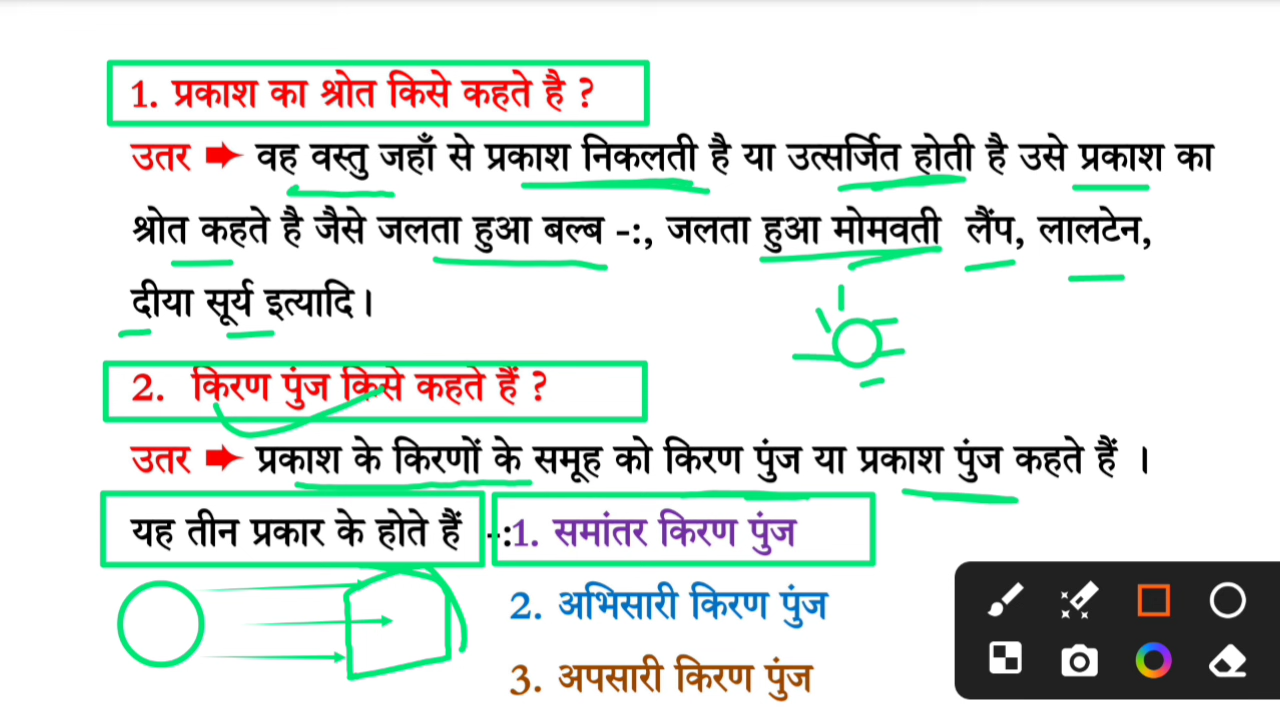 1. प्रकाश का श्रोत किसे कहते है ?
उतर ➨ वह वस्तु जहाँ से प्रकाश निकलती है या उत्सर्जित होती है उसे प्रकाश का
श्रोत कहते है जैसे जलता हुआ बल्ब -:, जलता हुआ मोमवती लैंप, लालटेन,
दीया सूर्य इत्यादि।
2. किरण पुंज किसे कहते हैं ?
उतर ➨ प्रकाश के किरणों के समूह को किरण पुंज या प्रकाश पुंज कहते हैं ।
यह तीन प्रकार के होते हैं -:1. समांतर किरण पुंज
2. अभिसारी किरण पुंज
3. अपसारी किरण पुंज